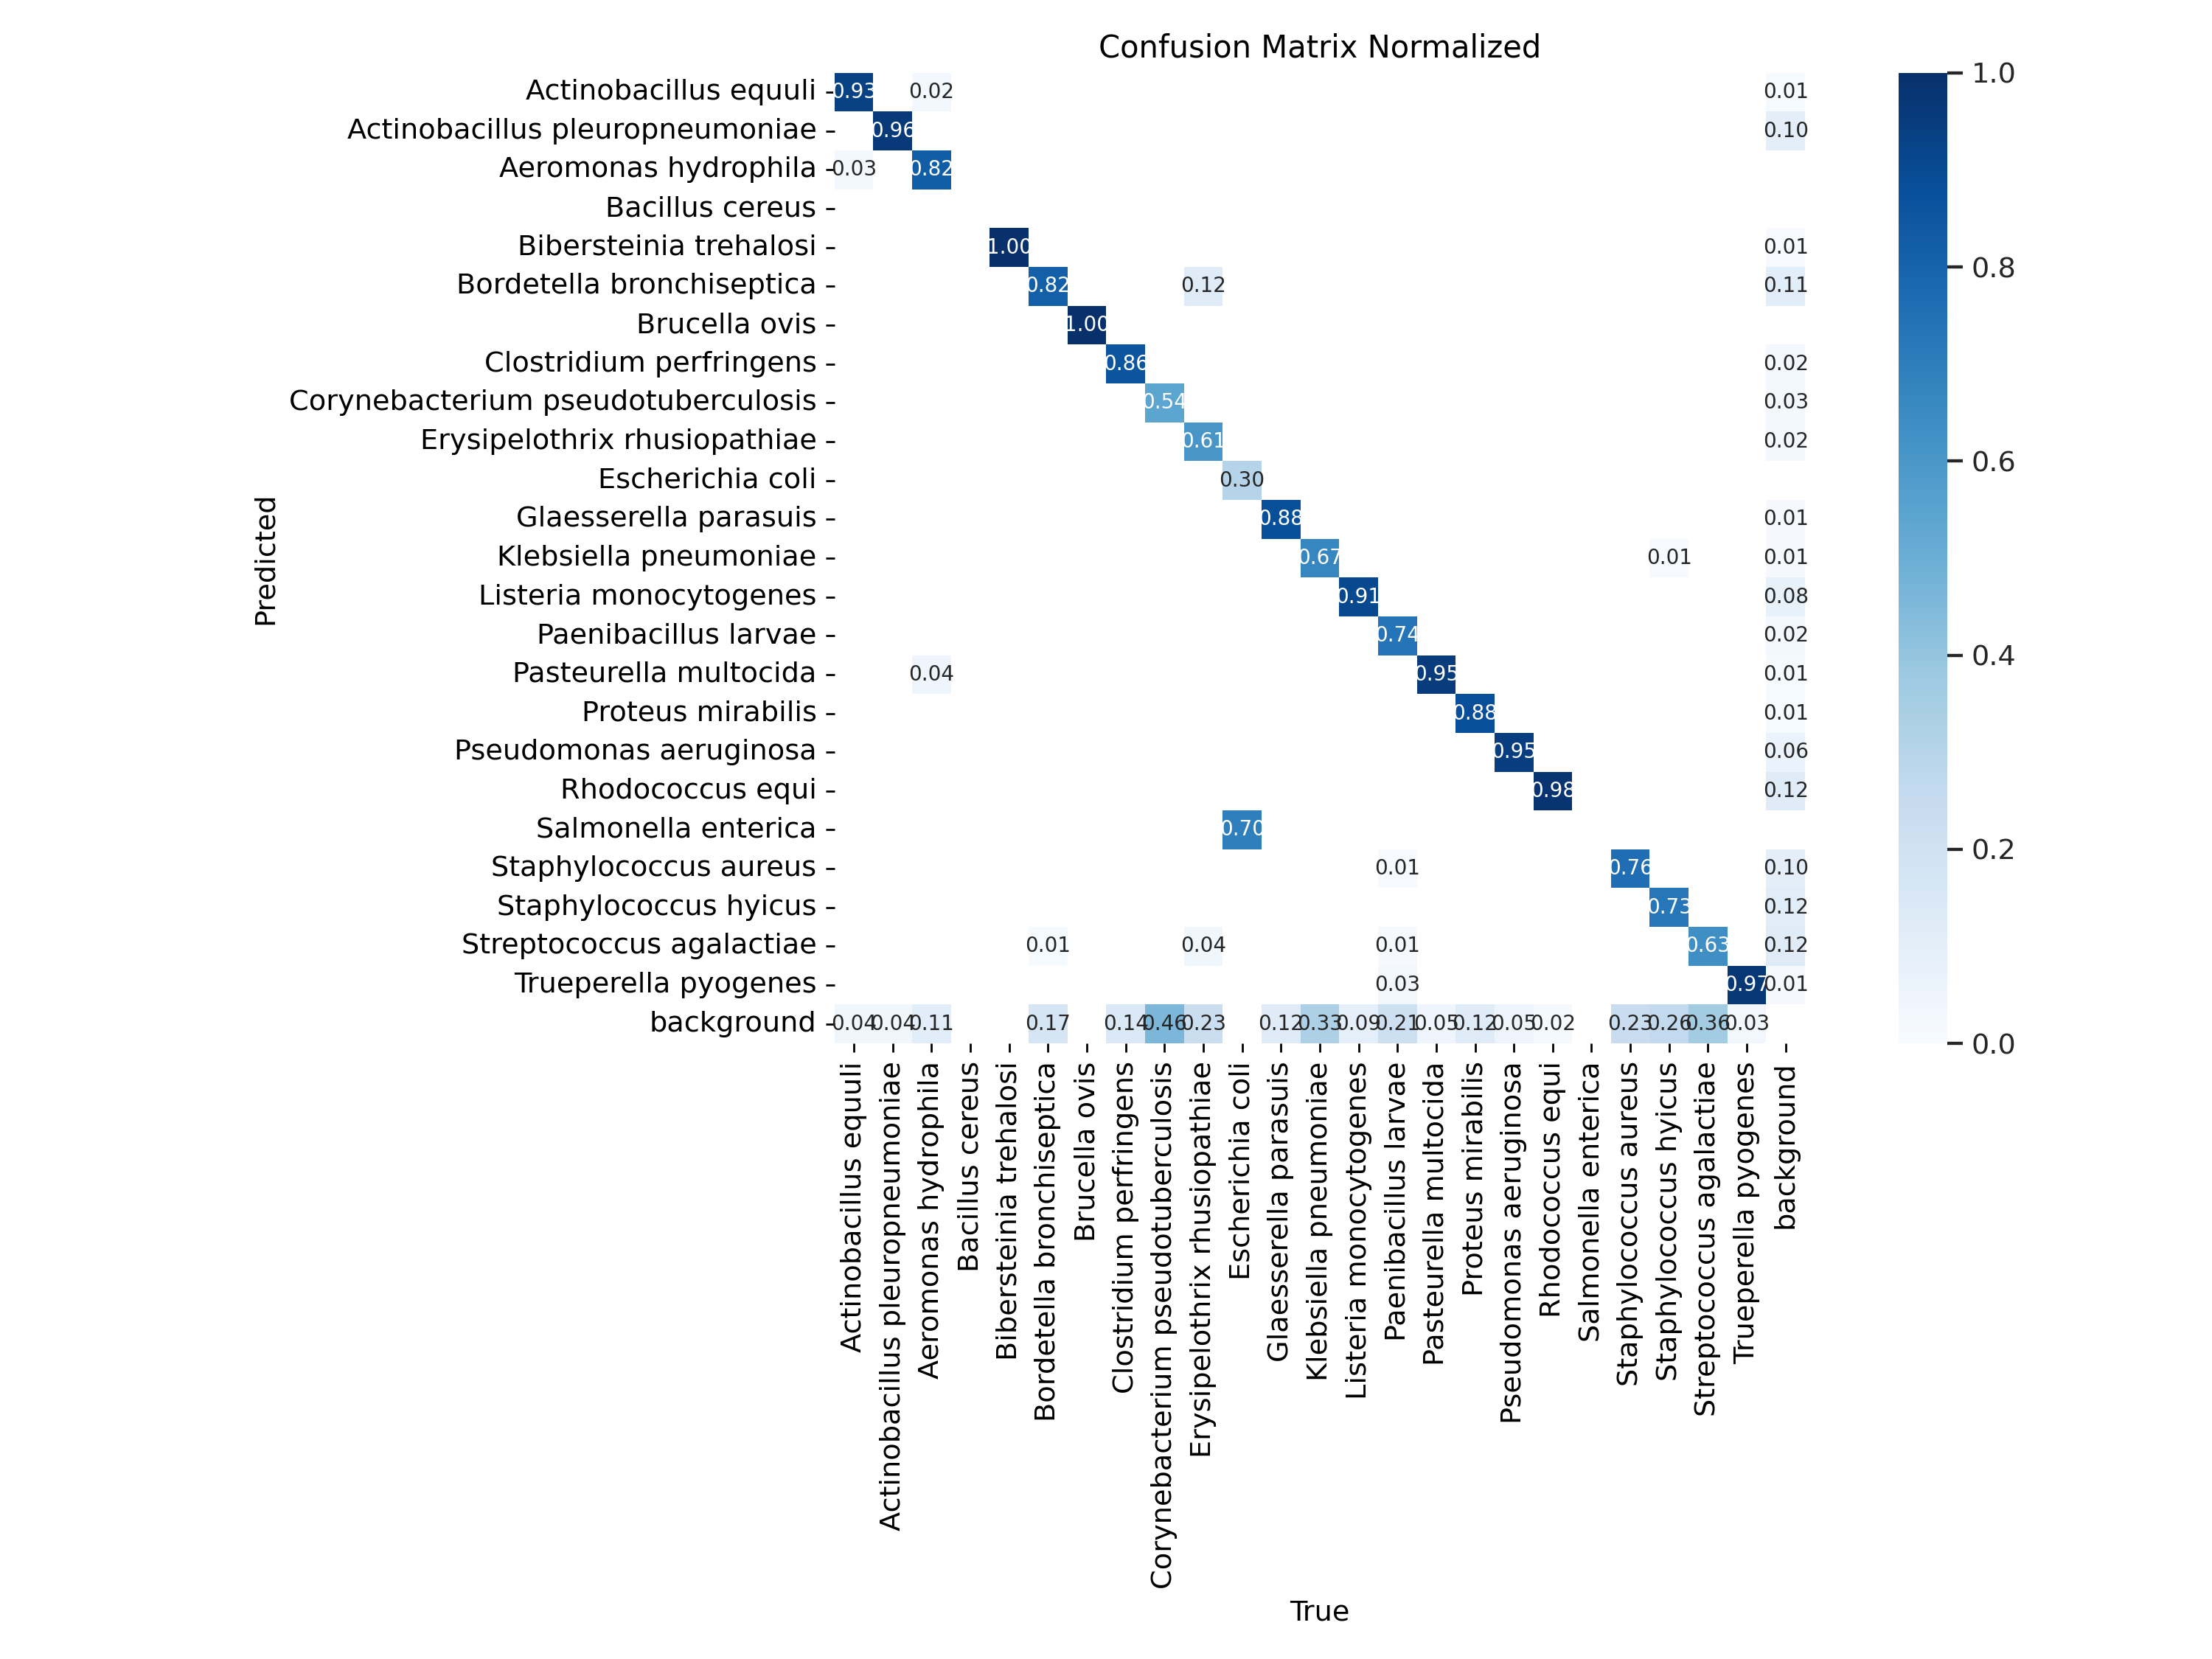 Confusion Matrix Normalized
Actinobacillus equuli 0.93 0.02 0.01
Actinobacillus pleuropneumoniae 0.96 0.10
Aeromonas hydrophila 0.03 0.82
Bacillus cereus
Bibersteinia trehalosi 1.00 0.01
Bordetella bronchiseptica 0.82 0.12 0.11
Brucella ovis 1.00
Clostridium perfringens 0.86 0.02
Corynebacterium pseudotuberculosis 0.54 0.03
Erysipelothrix rhusiopathiae 0.61 0.02
Escherichia coli 0.30
Glaesserella parasuis 0.88 0.01
Klebsiella pneumoniae 0.67 0.01 0.01
Listeria monocytogenes 0.91 0.08
Paenibacillus larvae 0.74 0.02
Pasteurella multocida 0.04 0.95 0.01
Proteus mirabilis 0.88 0.01
Pseudomonas aeruginosa 0.95 0.06
Rhodococcus equi 0.98 0.12
Salmonella enterica 0.70
Staphylococcus aureus 0.01 0.76 0.10
Staphylococcus hyicus 0.73 0.12
Streptococcus agalactiae 0.01 0.04 0.01 0.63 0.12
Trueperella pyogenes 0.03 0.97 0.01
background 0.04 0.04 0.11 0.17 0.14 0.46 0.23 0.12 0.33 0.09 0.21 0.05 0.12 0.05 0.02 0.23 0.26 0.36 0.03
Predicted
Actinobacillus equuli
Actinobacillus pleuropneumoniae
Aeromonas hydrophila
Bacillus cereus
Bibersteinia trehalosi
Bordetella bronchiseptica
Brucella ovis
Clostridium perfringens
Corynebacterium pseudotuberculosis
Erysipelothrix rhusiopathiae
Escherichia coli
Glaesserella parasuis
Klebsiella pneumoniae
Listeria monocytogenes
Paenibacillus larvae
Pasteurella multocida
Proteus mirabilis
Pseudomonas aeruginosa
Rhodococcus equi
Salmonella enterica
Staphylococcus aureus
Staphylococcus hyicus
Streptococcus agalactiae
Trueperella pyogenes
background
True
1.0
0.8
0.6
0.4
0.2
0.0